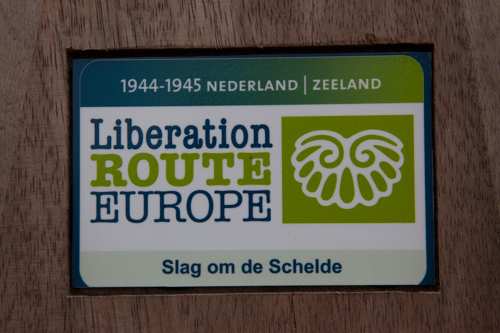 1944-1945 NEDERLAND | ZEELAND
Liberation
ROUTE
EUROPE
Slag om de Schelde